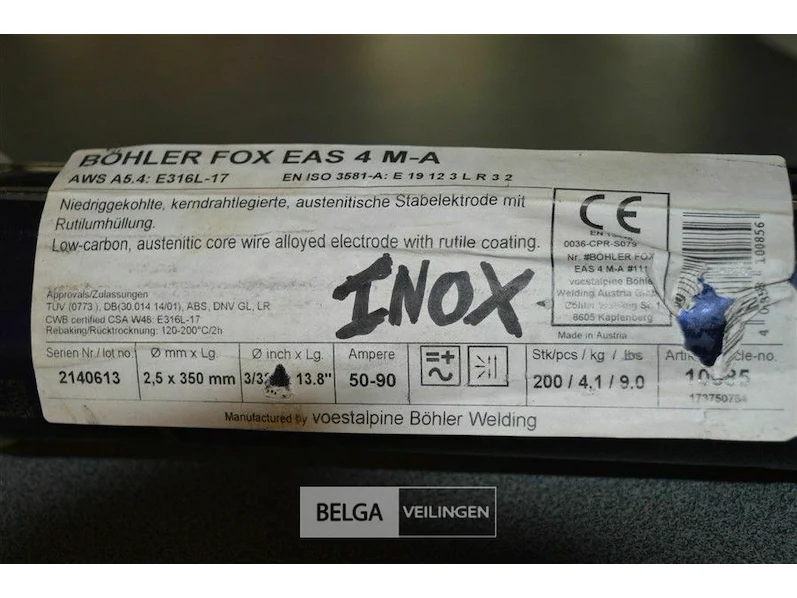 BÖHLER FOX EAS 4 M-A
AWS A5.4: E316L-17 EN ISO 3581-A: E 19 12 3 L R 3 2
Niedriggekohlte, kerndrahtlegierte, austenitische Stabelektrode mit
Rutilumhüllung.
Low-carbon, austenitic core wire alloyed electrode with rutile coating.
INOX
Approvals/Zulassungen
TÜV (0773 ), DB(30.014 14/01), ABS, DNV GL, LR
CWB certified CSA W48: E316L-17
Rebaking/Rücktrocknung: 120-200°C/2h
CE
0036-CPR-S079
Nr. #BÖHLER FOX
EAS 4 M-A #111
voestalpine Böhle
Welding Austria
8605 Kapfenberg
Made in Austria
100856
Serien Nr / lot no. Ø mm x Lg. Ø inch x Lg. Ampere Stk/pcs / kg / lbs
2140613 2,5 x 350 mm 13.8" 50-90 200 / 4,1 / 9.0
173750764
Manufactured by voestalpine Böhler Welding
BELGA VEILINGEN